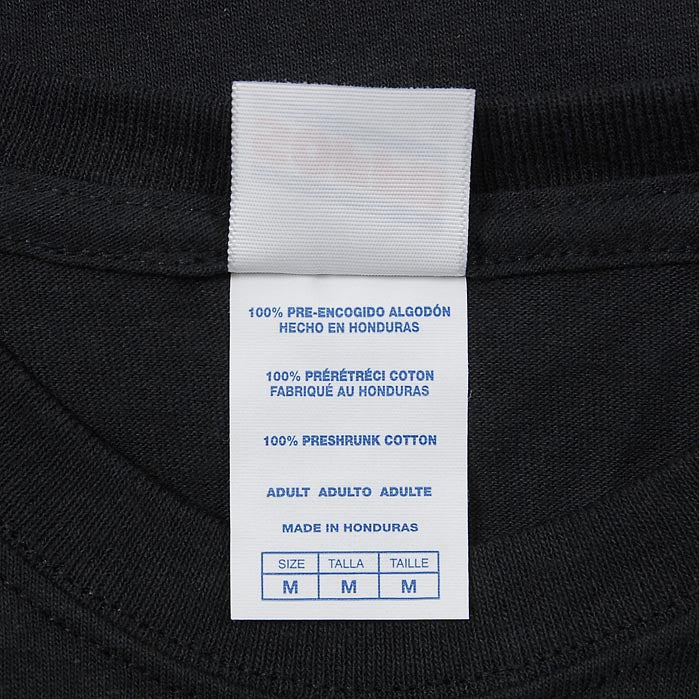 100% PRE-ENCOGIDO ALGODÓN
HECHO EN HONDURAS
100% PRÉRÉTRÉCI COTON
FABRIQUÉ AU HONDURAS
100% PRESHRUNK COTTON
ADULT ADULTO ADULTE
MADE IN HONDURAS
SIZE TALLA TAILLE
M M M